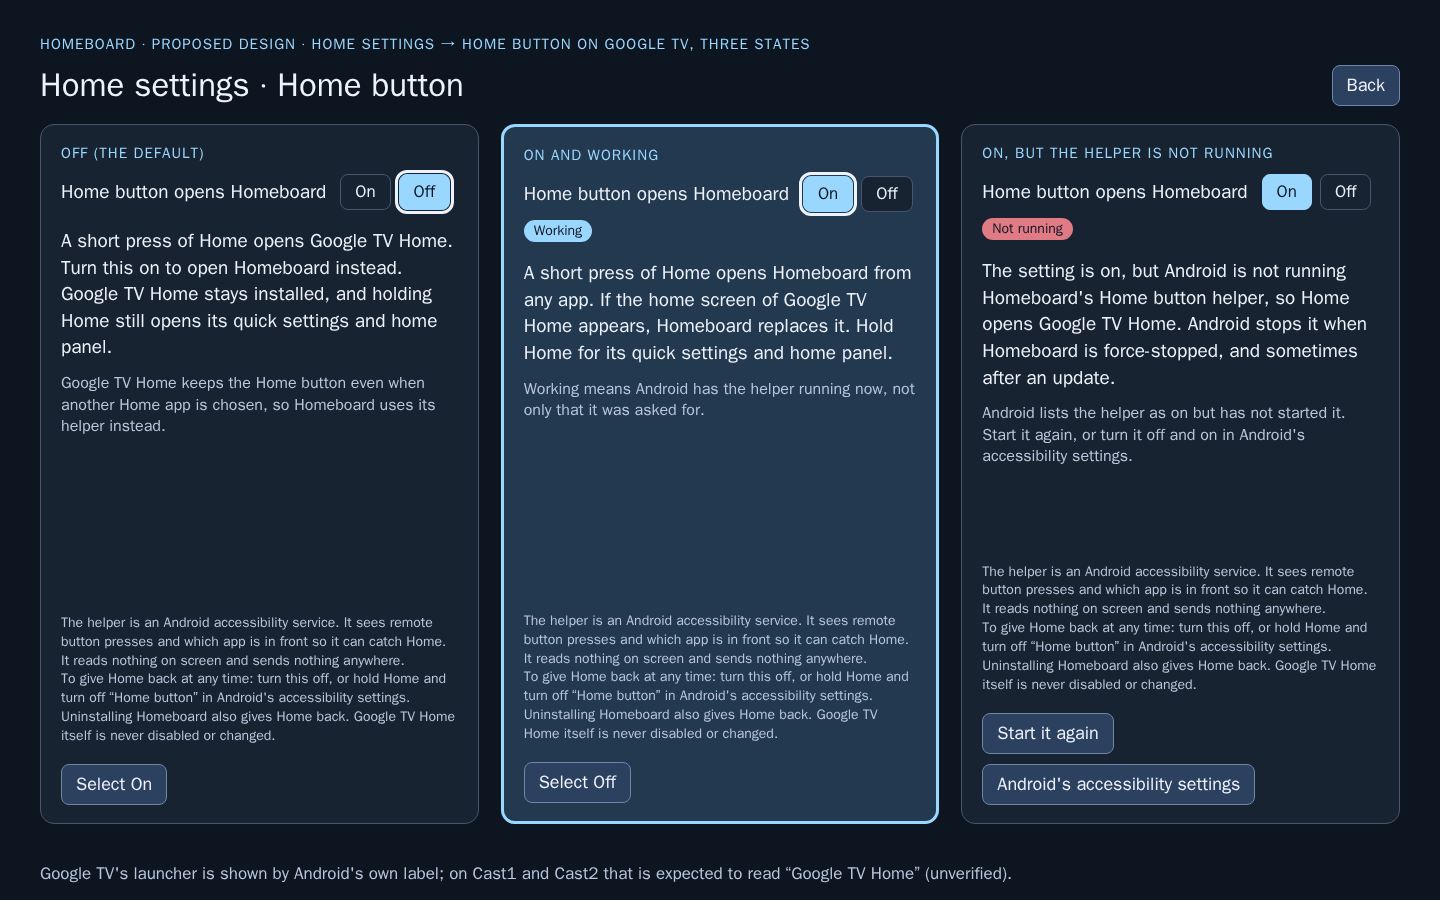 HOMEBOARD · PROPOSED DESIGN · HOME SETTINGS → HOME BUTTON ON GOOGLE TV, THREE STATES
Home settings · Home button
Back
OFF (THE DEFAULT)
Home button opens Homeboard
On
Off
A short press of Home opens Google TV Home.
Turn this on to open Homeboard instead.
Google TV Home stays installed, and holding
Home still opens its quick settings and home
panel.
Google TV Home keeps the Home button even when
another Home app is chosen, so Homeboard uses its
helper instead.
The helper is an Android accessibility service. It sees remote
button presses and which app is in front so it can catch Home.
It reads nothing on screen and sends nothing anywhere.
To give Home back at any time: turn this off, or hold Home and
turn off “Home button” in Android's accessibility settings.
Uninstalling Homeboard also gives Home back. Google TV Home
itself is never disabled or changed.
Select On
ON AND WORKING
Home button opens Homeboard
On
Off
Working
A short press of Home opens Homeboard from
any app. If the home screen of Google TV
Home appears, Homeboard replaces it. Hold
Home for its quick settings and home panel.
Working means Android has the helper running now, not
only that it was asked for.
The helper is an Android accessibility service. It sees remote
button presses and which app is in front so it can catch Home.
It reads nothing on screen and sends nothing anywhere.
To give Home back at any time: turn this off, or hold Home and
turn off “Home button” in Android's accessibility settings.
Uninstalling Homeboard also gives Home back. Google TV
Home itself is never disabled or changed.
Select Off
ON, BUT THE HELPER IS NOT RUNNING
Home button opens Homeboard
On
Off
Not running
The setting is on, but Android is not running
Homeboard's Home button helper, so Home
opens Google TV Home. Android stops it when
Homeboard is force-stopped, and sometimes
after an update.
Android lists the helper as on but has not started it.
Start it again, or turn it off and on in Android's
accessibility settings.
The helper is an Android accessibility service. It sees remote
button presses and which app is in front so it can catch Home.
It reads nothing on screen and sends nothing anywhere.
To give Home back at any time: turn this off, or hold Home and
turn off “Home button” in Android's accessibility settings.
Uninstalling Homeboard also gives Home back. Google TV Home
itself is never disabled or changed.
Start it again
Android's accessibility settings
Google TV's launcher is shown by Android's own label; on Cast1 and Cast2 that is expected to read “Google TV Home” (unverified).